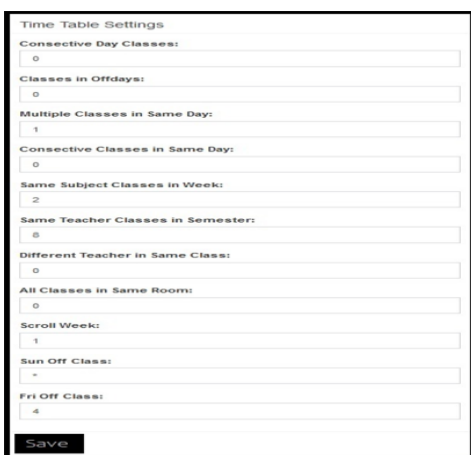 Time Table Settings
Consective Day Classes:
0
Classes in Offdays:
0
Multiple Classes in Same Day:
1
Consective Classes in Same Day:
0
Same Subject Classes in Week:
2
Same Teacher Classes in Semester:
8
Different Teacher in Same Class:
0
All Classes in Same Room:
0
Scroll Week:
1
Sun Off Class:
*
Fri Off Class:
4
Save